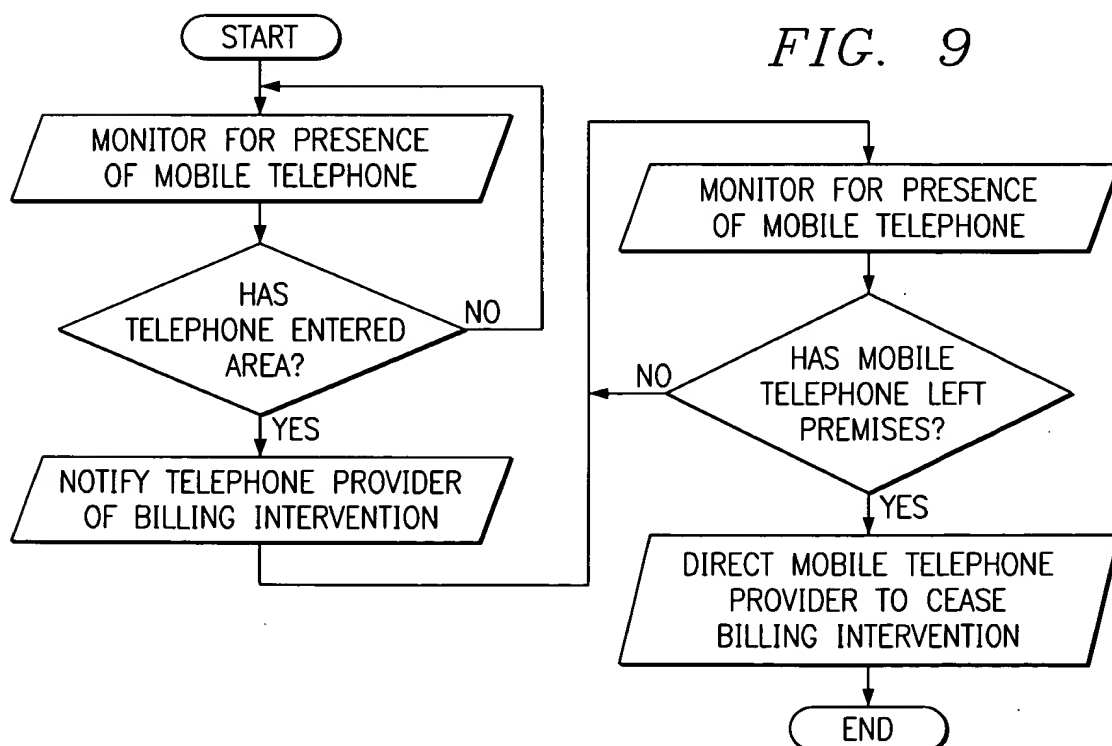 FIG. 9
START
MONITOR FOR PRESENCE
OF MOBILE TELEPHONE
HAS
TELEPHONE ENTERED
AREA?
NO
YES
NOTIFY TELEPHONE PROVIDER
OF BILLING INTERVENTION
MONITOR FOR PRESENCE
OF MOBILE TELEPHONE
HAS MOBILE
TELEPHONE LEFT
PREMISES?
NO
YES
DIRECT MOBILE TELEPHONE
PROVIDER TO CEASE
BILLING INTERVENTION
END